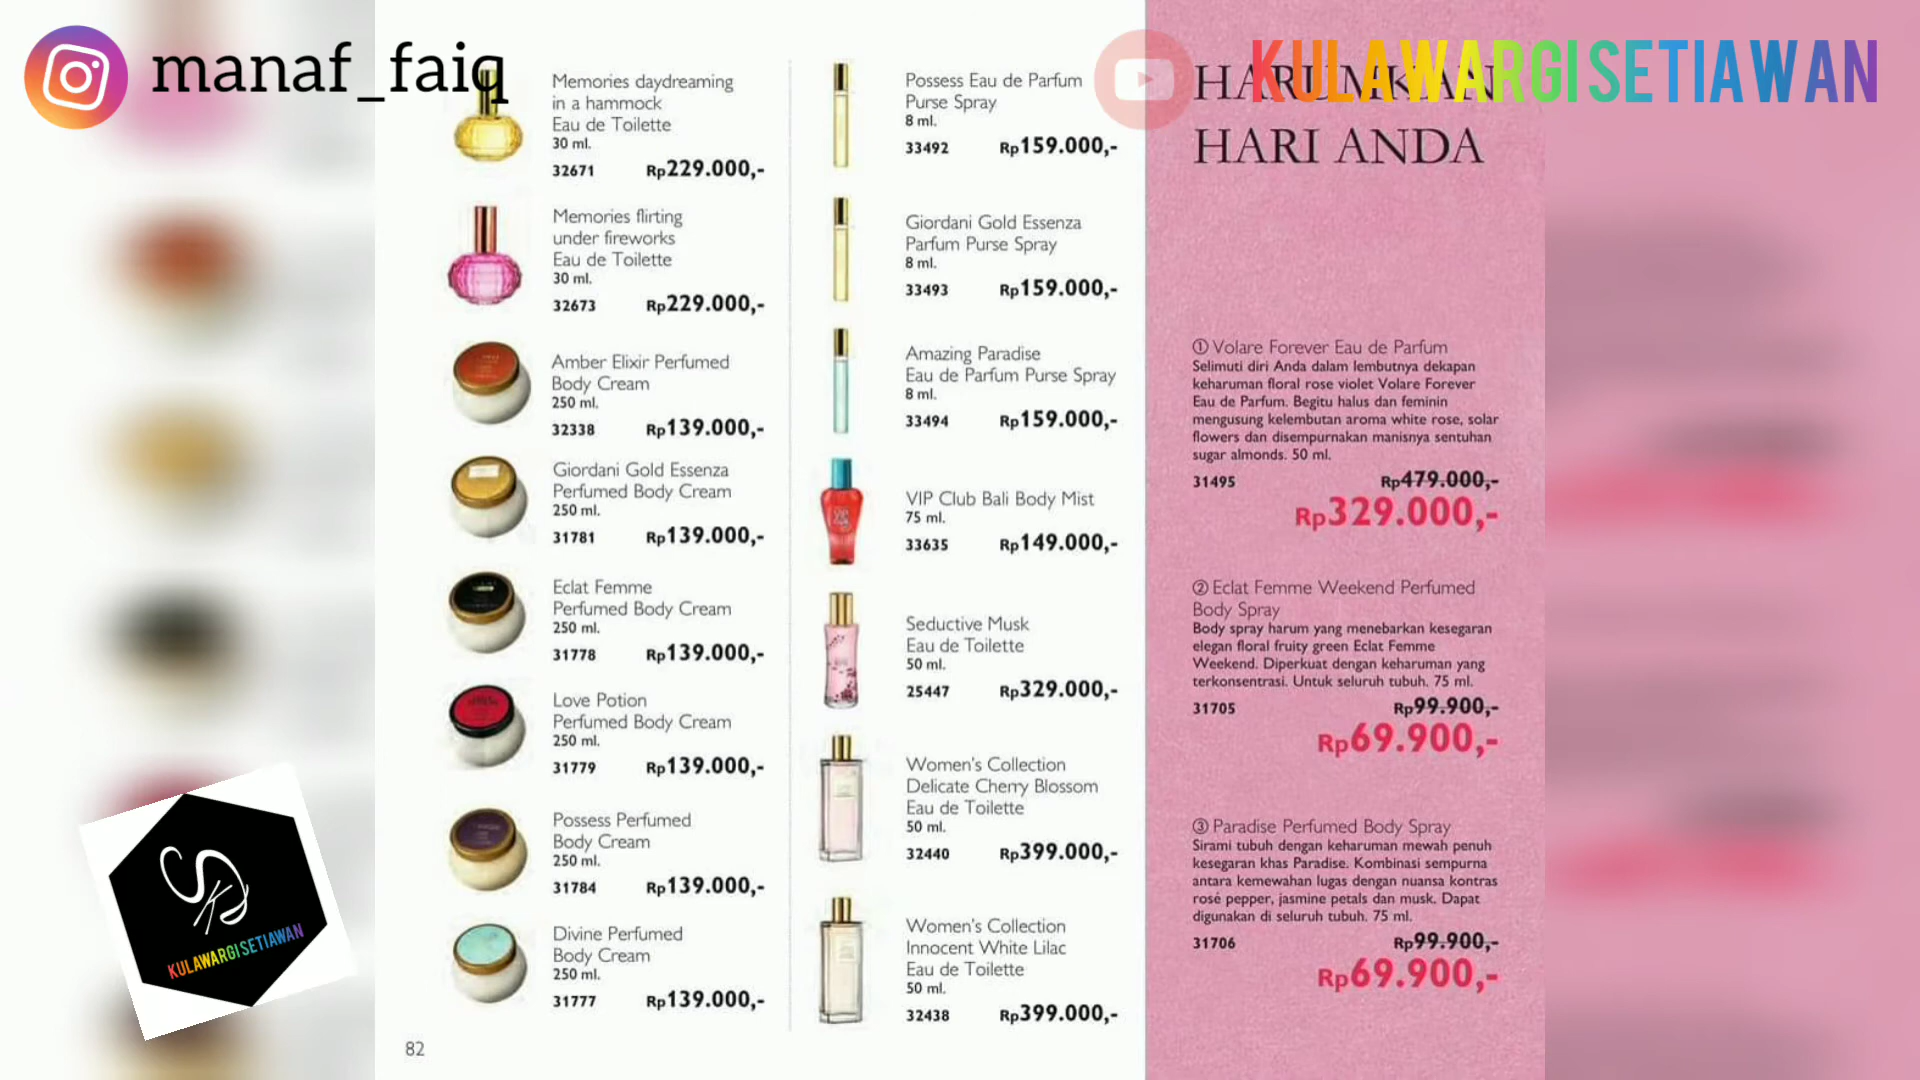 manaf_faiq
KULAWARGISETIAWAN
Memories daydreaming
in a hammock
Eau de Toilette
30 ml.
32671 Rp229.000,-
Memories flirting
under fireworks
Eau de Toilette
30 ml.
32673 Rp229.000,-
Amber Elixir Perfumed
Body Cream
250 ml.
32338 Rp139.000,-
Giordani Gold Essenza
Perfumed Body Cream
250 ml.
31781 Rp139.000,-
Eclat Femme
Perfumed Body Cream
250 ml.
31778 Rp139.000,-
Love Potion
Perfumed Body Cream
250 ml.
31779 Rp139.000,-
Possess Perfumed
Body Cream
250 ml.
31784 Rp139.000,-
Divine Perfumed
Body Cream
250 ml.
31777 Rp139.000,-
82
Possess Eau de Parfum
Purse Spray
8 ml.
33492 Rp159.000,-
Giordani Gold Essenza
Parfum Purse Spray
8 ml.
33493 Rp159.000,-
Amazing Paradise
Eau de Parfum Purse Spray
8 ml.
33494 Rp159.000,-
VIP Club Bali Body Mist
75 ml.
33635 Rp149.000,-
Seductive Musk
Eau de Toilette
50 ml.
25447 Rp329.000,-
Women's Collection
Delicate Cherry Blossom
Eau de Toilette
50 ml.
32440 Rp399.000,-
Women's Collection
Innocent White Lilac
Eau de Toilette
50 ml.
32438 Rp399.000,-
HARUMKAN
HARI ANDA
① Volare Forever Eau de Parfum
Selimuti diri Anda dalam lembutnya dekapan
keharuman floral rose violet Volare Forever
Eau de Parfum. Begitu halus dan feminin
mengusung kelembutan aroma white rose, solar
flowers dan disempurnakan manisnya sentuhan
sugar almonds. 50 ml.
31495 Rp479.000,-
Rp329.000,-
② Eclat Femme Weekend Perfumed
Body Spray
Body spray harum yang menebarkan kesegaran
elegan floral fruity green Eclat Femme
Weekend. Diperkuat dengan keharuman yang
terkonsentrasi. Untuk seluruh tubuh. 75 ml.
31705 Rp99.900,-
Rp69.900,-
③ Paradise Perfumed Body Spray
Sirami tubuh dengan keharuman mewah penuh
kesegaran khas Paradise. Kombinasi sempurna
antara kemewahan lugas dengan nuansa kontras
rosé pepper, jasmine petals dan musk. Dapat
digunakan di seluruh tubuh. 75 ml.
31706 Rp99.900,-
Rp69.900,-
KULAWARGISETIAWAN